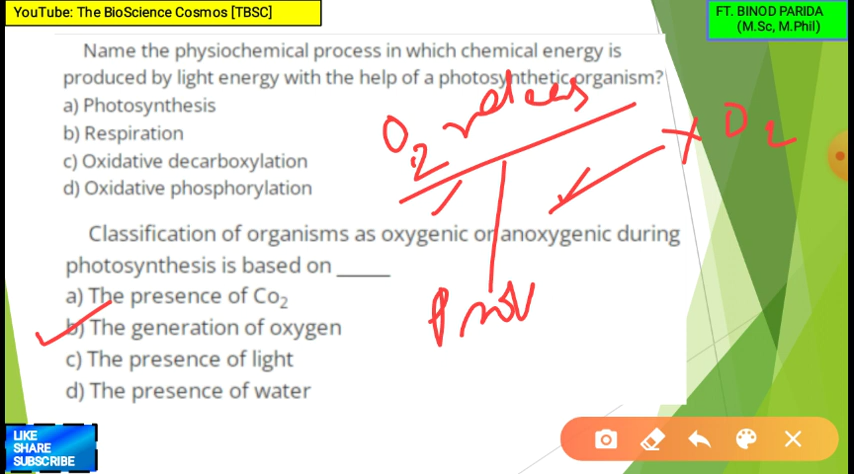 YouTube: The BioScience Cosmos [TBSC]
FT. BINOD PARIDA
(M.Sc, M.Phil)
Name the physiochemical process in which chemical energy is
produced by light energy with the help of a photosynthetic organism?
a) Photosynthesis
b) Respiration
c) Oxidative decarboxylation
d) Oxidative phosphorylation
O2
O2
Classification of organisms as oxygenic or anoxygenic during
photosynthesis is based on _____
a) The presence of Co2
b) The generation of oxygen
c) The presence of light
d) The presence of water
LIKE
SHARE
SUBSCRIBE